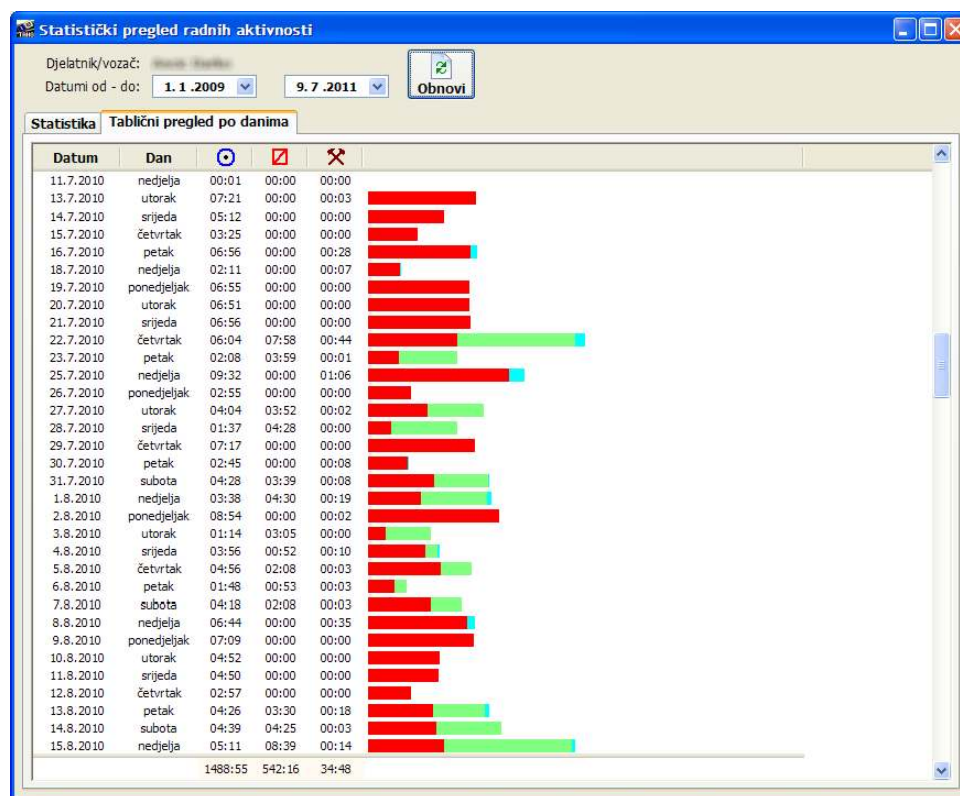 Statistički pregled radnih aktivnosti
Djelatnik/vozač:
Datumi od - do: 1. 1 .2009 9. 7 .2011 Obnovi
Statistika Tablični pregled po danima
Datum Dan
11.7.2010 nedjelja 00:01 00:00 00:00
13.7.2010 utorak 07:21 00:00 00:03
14.7.2010 srijeda 05:12 00:00 00:00
15.7.2010 četvrtak 03:25 00:00 00:00
16.7.2010 petak 06:56 00:00 00:28
18.7.2010 nedjelja 02:11 00:00 00:07
19.7.2010 ponedjeljak 06:55 00:00 00:00
20.7.2010 utorak 06:51 00:00 00:00
21.7.2010 srijeda 06:56 00:00 00:00
22.7.2010 četvrtak 06:04 07:58 00:44
23.7.2010 petak 02:08 03:59 00:01
25.7.2010 nedjelja 09:32 00:00 01:06
26.7.2010 ponedjeljak 02:55 00:00 00:00
27.7.2010 utorak 04:04 03:52 00:02
28.7.2010 srijeda 01:37 04:28 00:00
29.7.2010 četvrtak 07:17 00:00 00:00
30.7.2010 petak 02:45 00:00 00:08
31.7.2010 subota 04:28 03:39 00:08
1.8.2010 nedjelja 03:38 04:30 00:19
2.8.2010 ponedjeljak 08:54 00:00 00:02
3.8.2010 utorak 01:14 03:05 00:00
4.8.2010 srijeda 03:56 00:52 00:10
5.8.2010 četvrtak 04:56 02:08 00:03
6.8.2010 petak 01:48 00:53 00:03
7.8.2010 subota 04:18 02:08 00:03
8.8.2010 nedjelja 06:44 00:00 00:35
9.8.2010 ponedjeljak 07:09 00:00 00:00
10.8.2010 utorak 04:52 00:00 00:00
11.8.2010 srijeda 04:50 00:00 00:00
12.8.2010 četvrtak 02:57 00:00 00:00
13.8.2010 petak 04:26 03:30 00:18
14.8.2010 subota 04:39 04:25 00:03
15.8.2010 nedjelja 05:11 08:39 00:14
1488:55 542:16 34:48